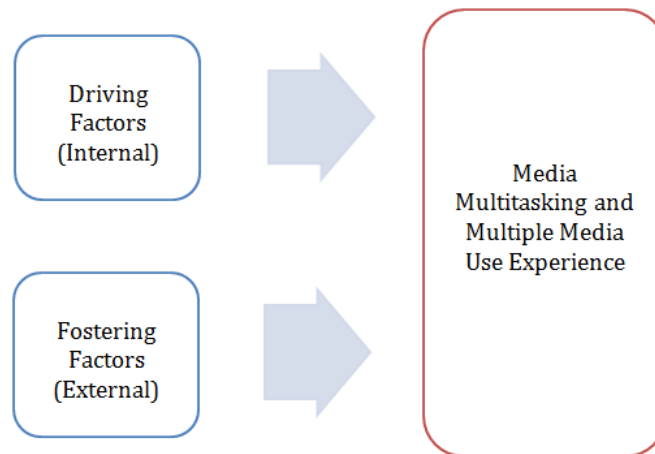 Driving
Factors
(Internal)
Fostering
Factors
(External)
Media
Multitasking and
Multiple Media
Use Experience